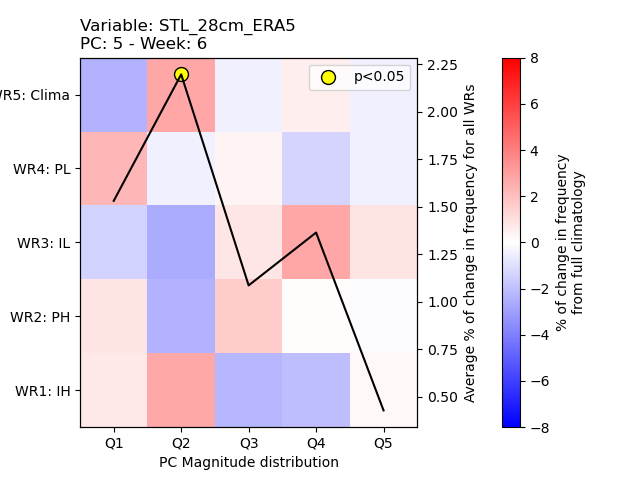 Variable: STL_28cm_ERA5
PC: 5 - Week: 6
p<0.05
WR5: Clima
WR4: PL
WR3: IL
WR2: PH
WR1: IH
Q1 Q2 Q3 Q4 Q5
PC Magnitude distribution
2.25
2.00
1.75
1.50
1.25
1.00
0.75
0.50
Average % of change in frequency for all WRs
8
6
4
2
0
−2
−4
−6
−8
% of change in frequency
from full climatology